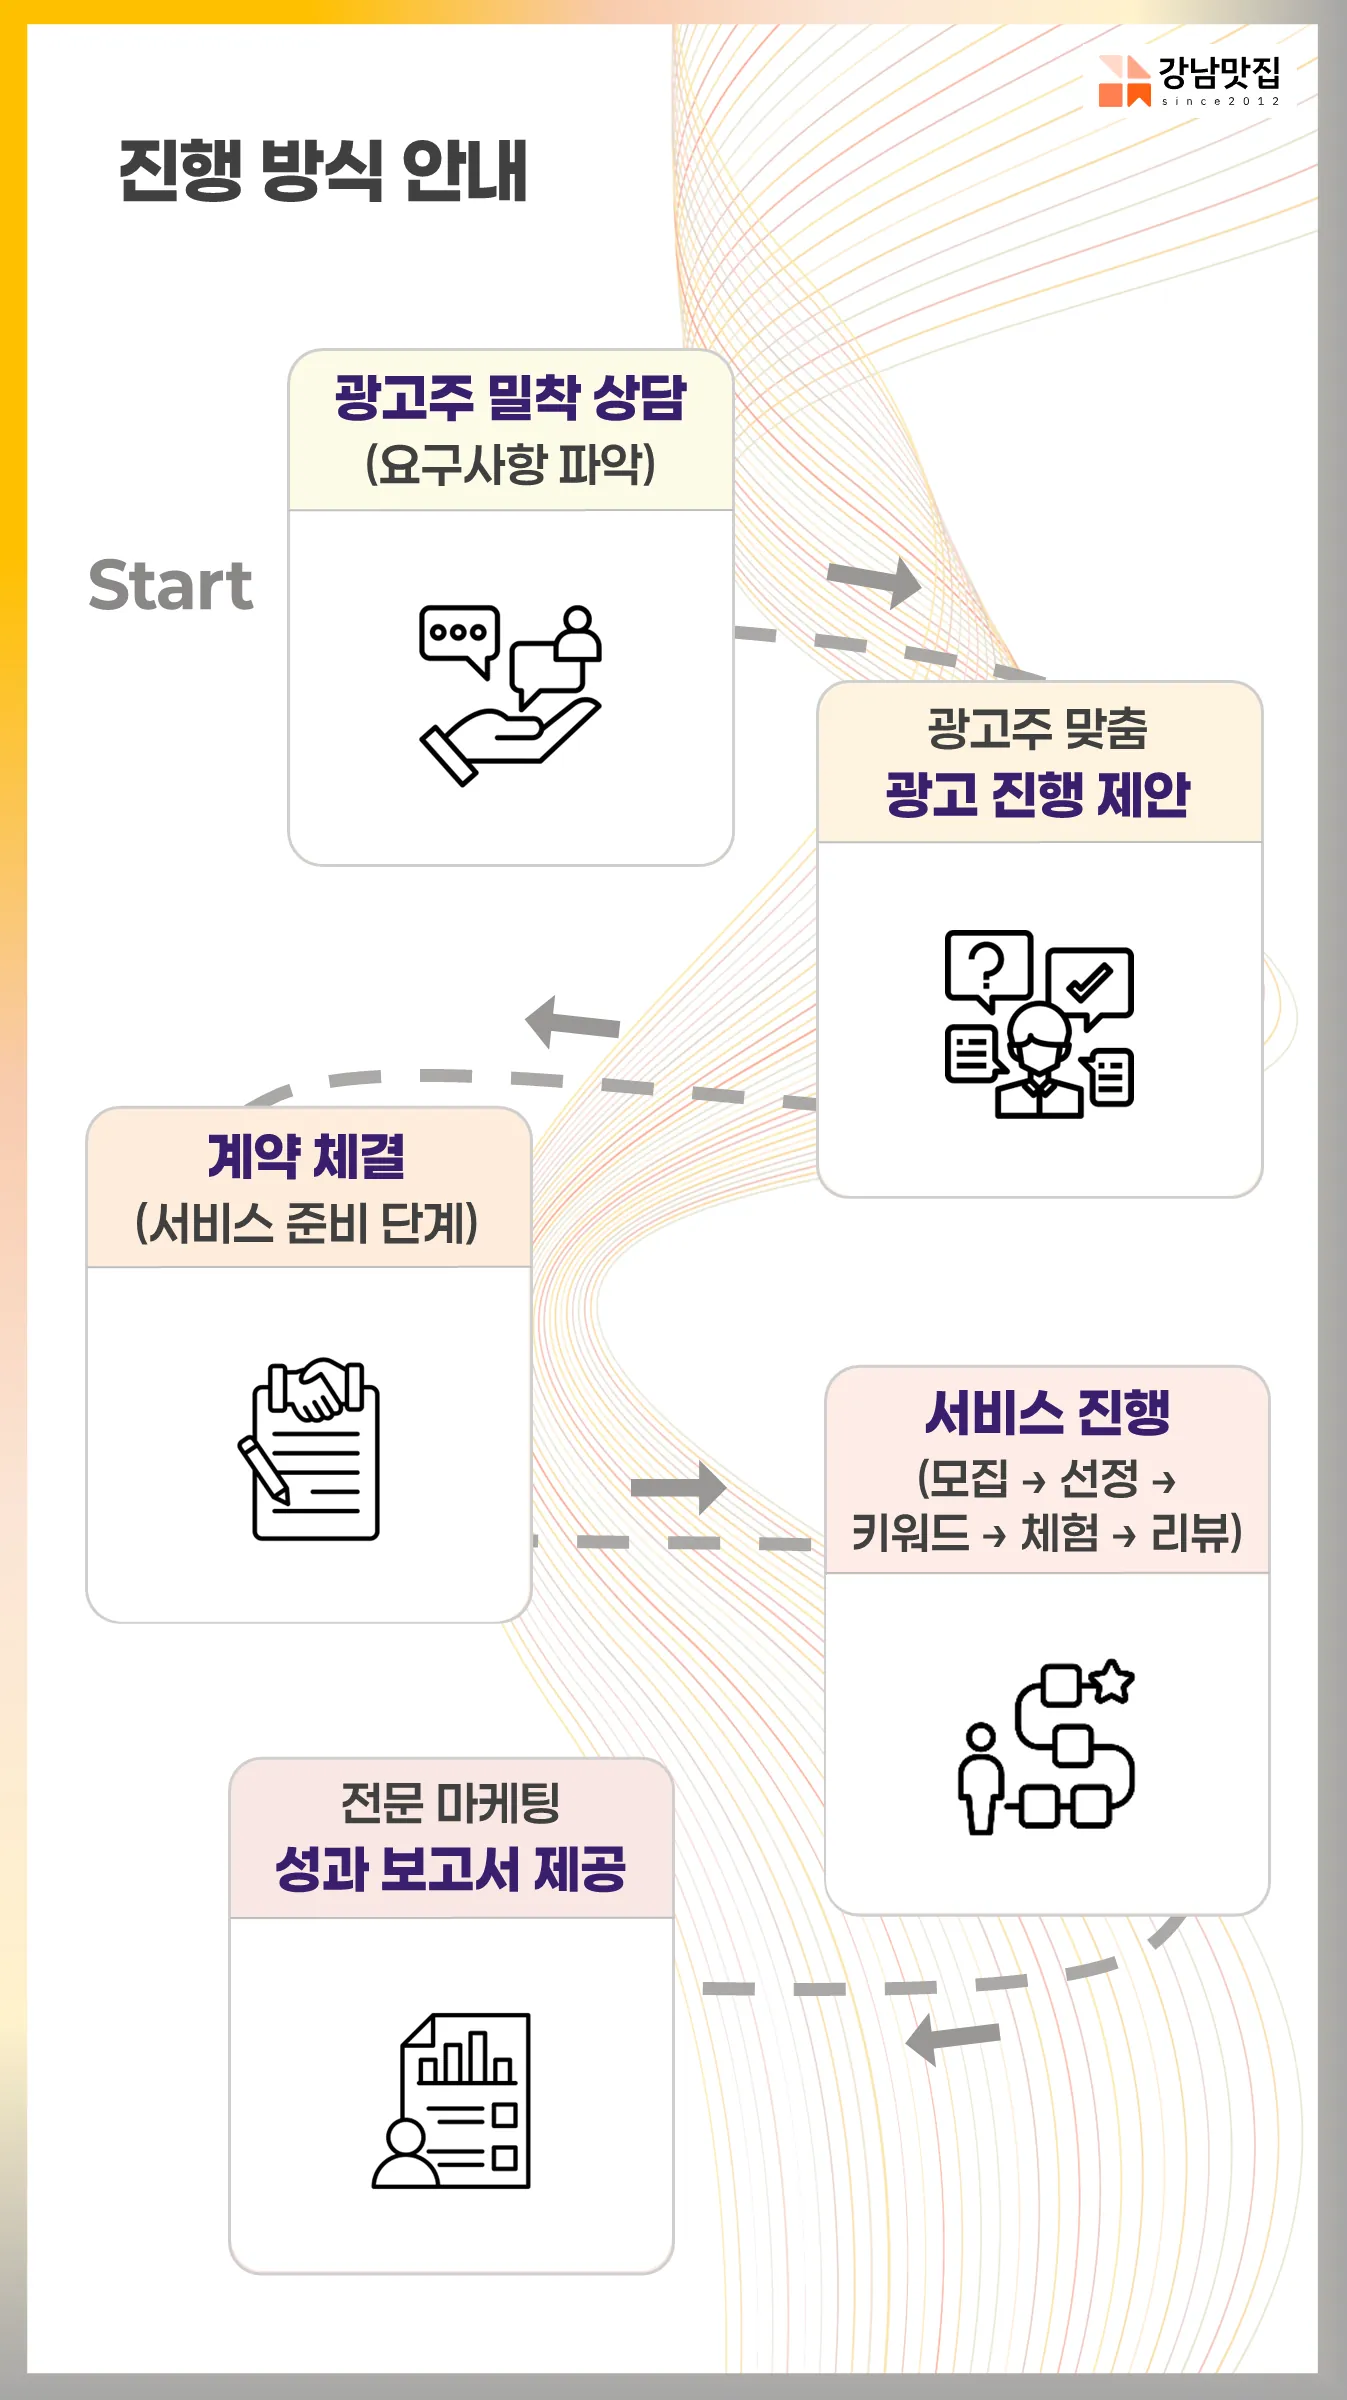 강남맛집
since2012
진행 방식 안내
광고주 밀착 상담
(요구사항 파악)
Start
광고주 맞춤
광고 진행 제안
계약 체결
(서비스 준비 단계)
서비스 진행
(모집 → 선정 →
키워드 → 체험 → 리뷰)
전문 마케팅
성과 보고서 제공